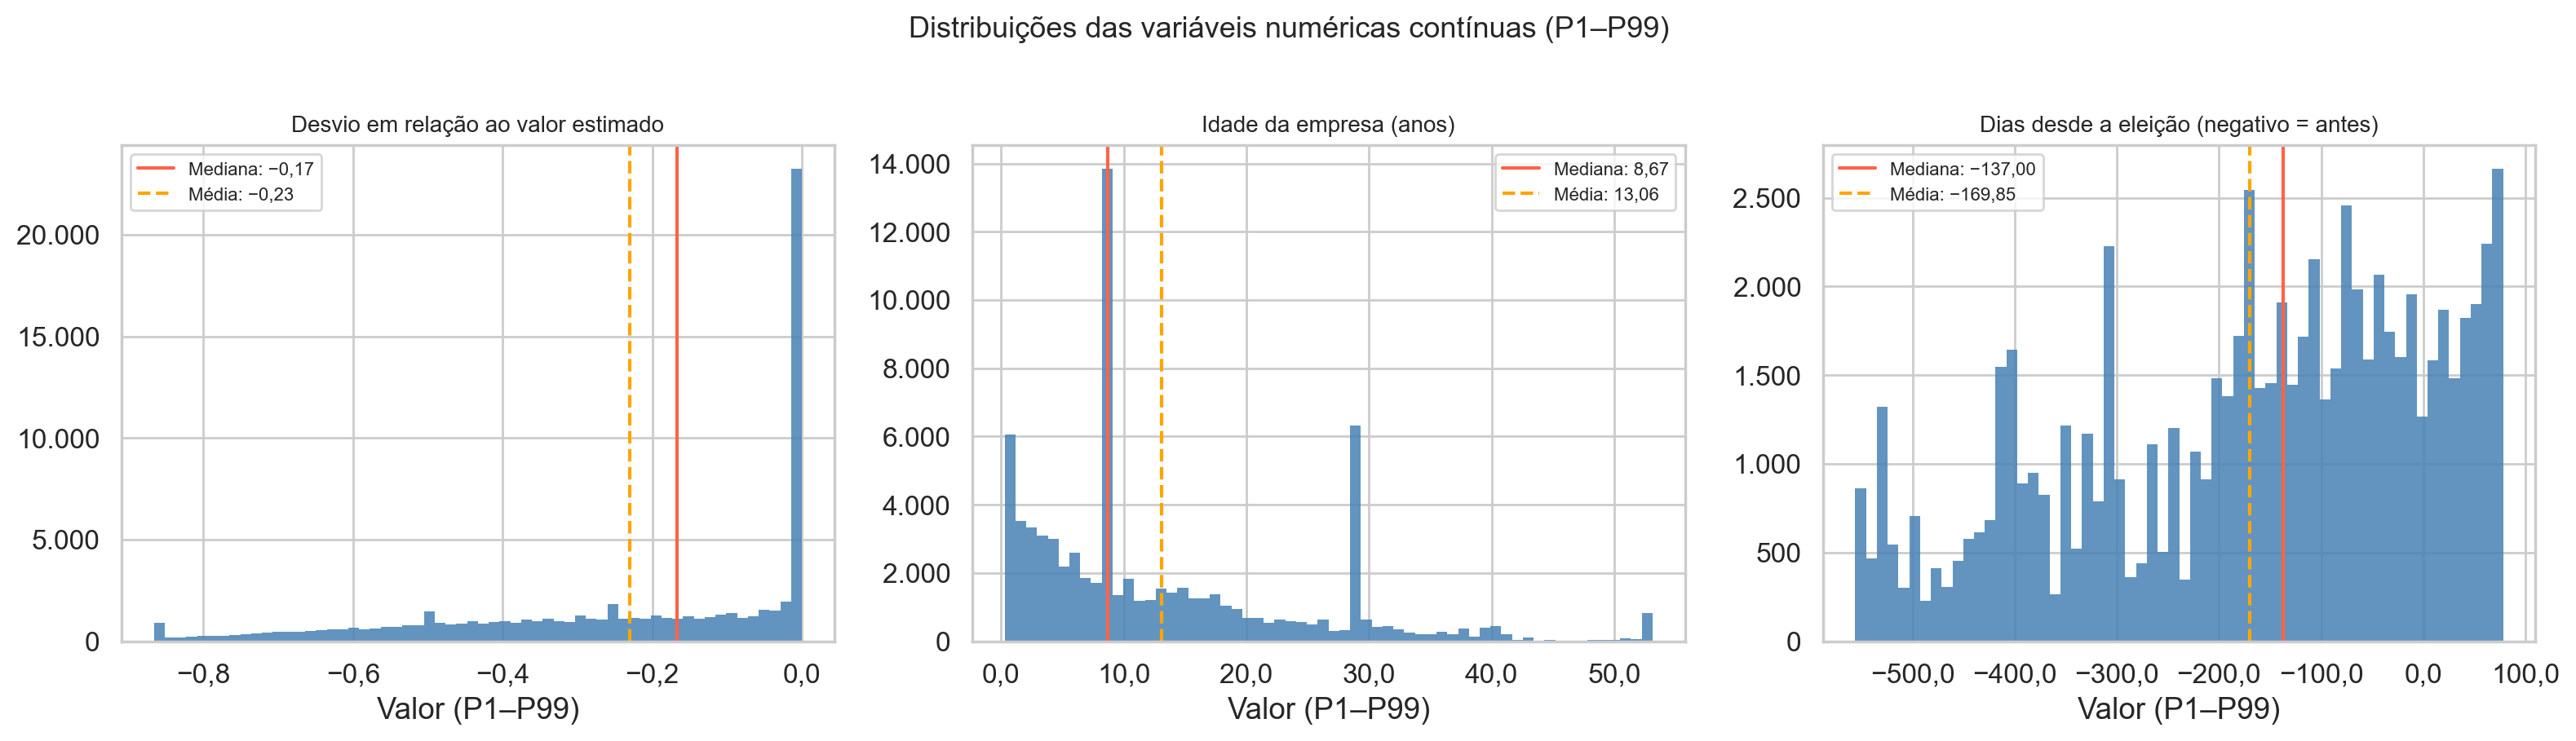 Distribuições das variáveis numéricas contínuas (P1–P99)
Desvio em relação ao valor estimado
Mediana: −0,17
Média: −0,23
20.000
15.000
10.000
5.000
0
−0,8
−0,6
−0,4
−0,2
0,0
Valor (P1–P99)
Idade da empresa (anos)
Mediana: 8,67
Média: 13,06
14.000
12.000
10.000
8.000
6.000
4.000
2.000
0
0,0
10,0
20,0
30,0
40,0
50,0
Valor (P1–P99)
Dias desde a eleição (negativo = antes)
Mediana: −137,00
Média: −169,85
2.500
2.000
1.500
1.000
500
0
−500,0
−400,0
−300,0
−200,0
−100,0
0,0
100,0
Valor (P1–P99)